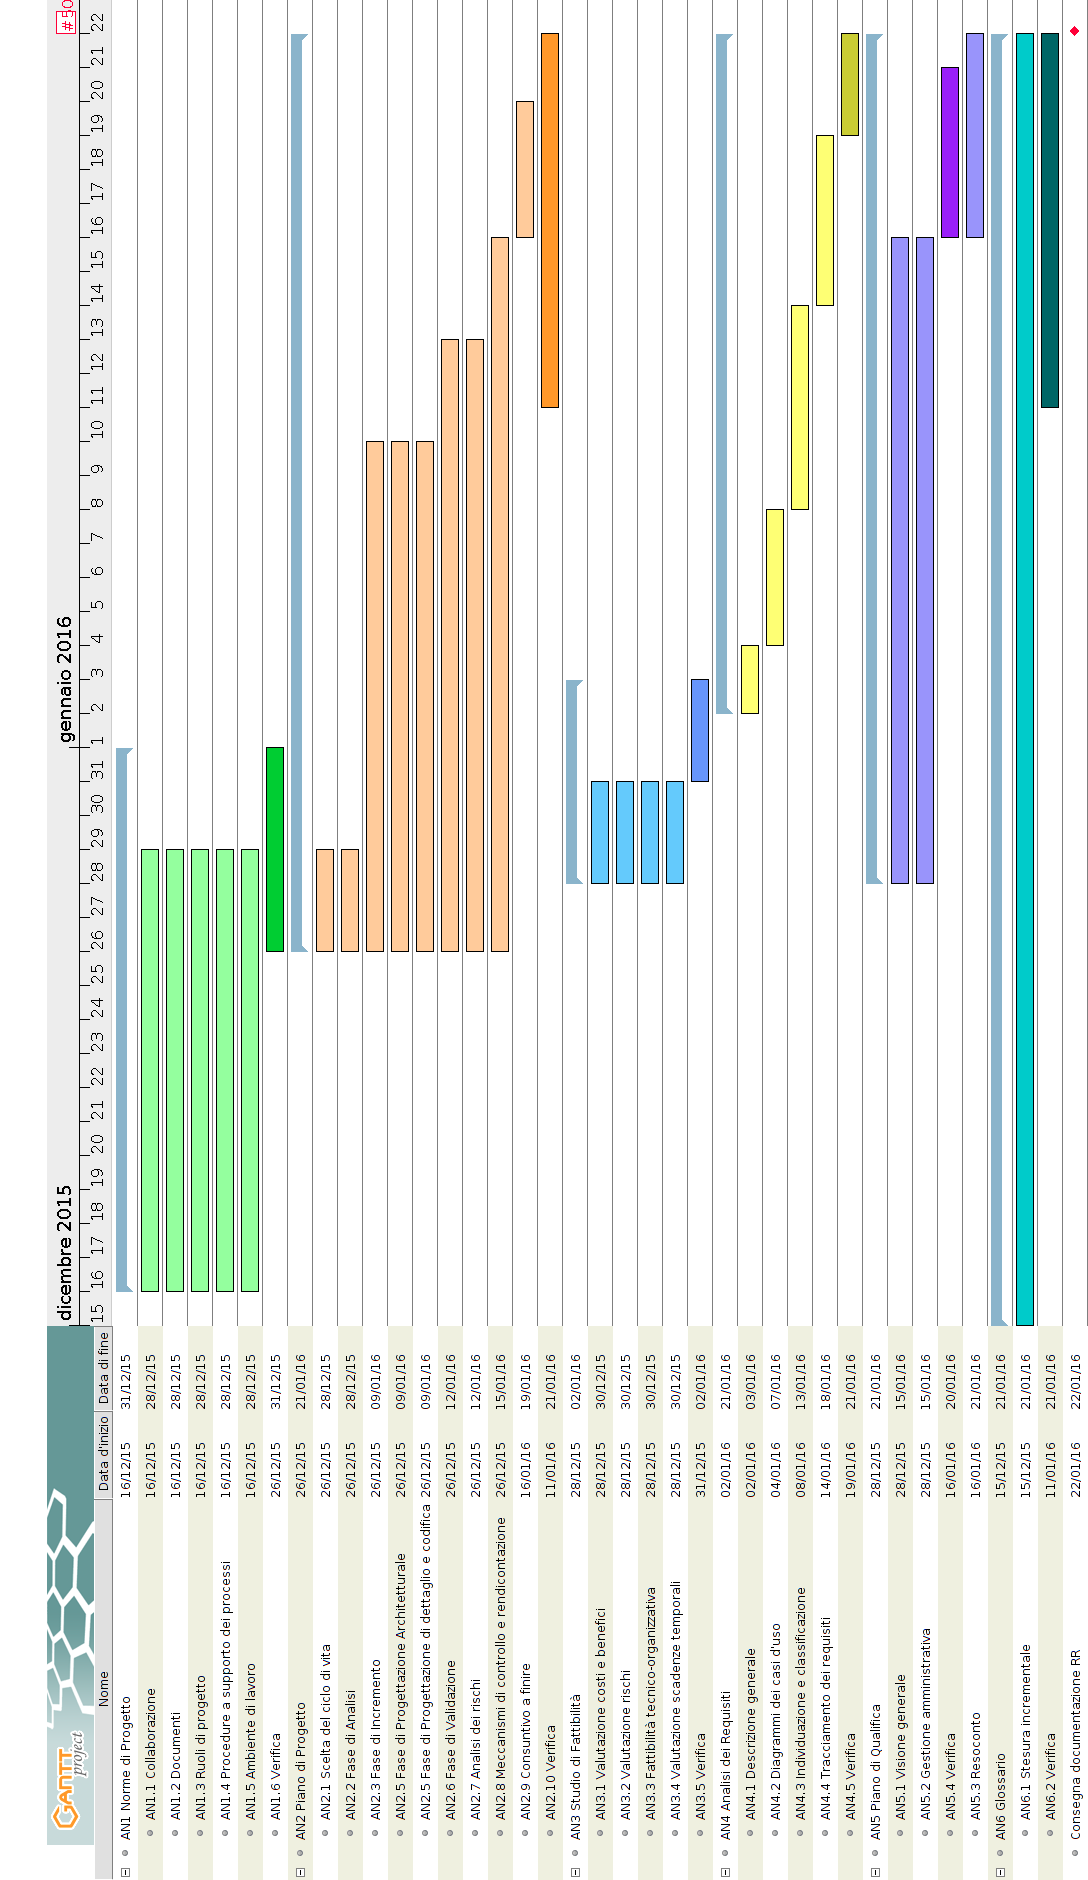 GANTT
project
dicembre 2015
gennaio 2016
#50
Nome Data d'inizio Data di fine 15 16 17 18 19 20 21 22 23 24 25 26 27 28 29 30 31 1 2 3 4 5 6 7 8 9 10 11 12 13 14 15 16 17 18 19 20 21 22
AN1 Norme di Progetto 16/12/15 31/12/15
AN1.1 Collaborazione 16/12/15 28/12/15
AN1.2 Documenti 16/12/15 28/12/15
AN1.3 Ruoli di progetto 16/12/15 28/12/15
AN1.4 Procedure a supporto dei processi 16/12/15 28/12/15
AN1.5 Ambiente di lavoro 16/12/15 28/12/15
AN1.6 Verifica 26/12/15 31/12/15
AN2 Piano di Progetto 26/12/15 21/01/16
AN2.1 Scelta del ciclo di vita 26/12/15 28/12/15
AN2.2 Fase di Analisi 26/12/15 28/12/15
AN2.3 Fase di Incremento 26/12/15 09/01/16
AN2.5 Fase di Progettazione Architetturale 26/12/15 09/01/16
AN2.5 Fase di Progettazione di dettaglio e codifica 26/12/15 09/01/16
AN2.6 Fase di Validazione 26/12/15 12/01/16
AN2.7 Analisi dei rischi 26/12/15 12/01/16
AN2.8 Meccanismi di controllo e rendicontazione 26/12/15 15/01/16
AN2.9 Consuntivo a finire 16/01/16 19/01/16
AN2.10 Verifica 11/01/16 21/01/16
AN3 Studio di Fattibilità 28/12/15 02/01/16
AN3.1 Valutazione costi e benefici 28/12/15 30/12/15
AN3.2 Valutazione rischi 28/12/15 30/12/15
AN3.3 Fattibilità tecnico-organizzativa 28/12/15 30/12/15
AN3.4 Valutazione scadenze temporali 28/12/15 30/12/15
AN3.5 Verifica 31/12/15 02/01/16
AN4 Analisi dei Requisiti 02/01/16 21/01/16
AN4.1 Descrizione generale 02/01/16 03/01/16
AN4.2 Diagrammi dei casi d'uso 04/01/16 07/01/16
AN4.3 Individuazione e classificazione 08/01/16 13/01/16
AN4.4 Tracciamento dei requisiti 14/01/16 18/01/16
AN4.5 Verifica 19/01/16 21/01/16
AN5 Piano di Qualifica 28/12/15 21/01/16
AN5.1 Visione generale 28/12/15 15/01/16
AN5.2 Gestione amministrativa 28/12/15 15/01/16
AN5.4 Verifica 16/01/16 20/01/16
AN5.3 Resoconto 16/01/16 21/01/16
AN6 Glossario 15/12/15 21/01/16
AN6.1 Stesura incrementale 15/12/15 21/01/16
AN6.2 Verifica 11/01/16 21/01/16
Consegna documentazione RR 22/01/16 22/01/16